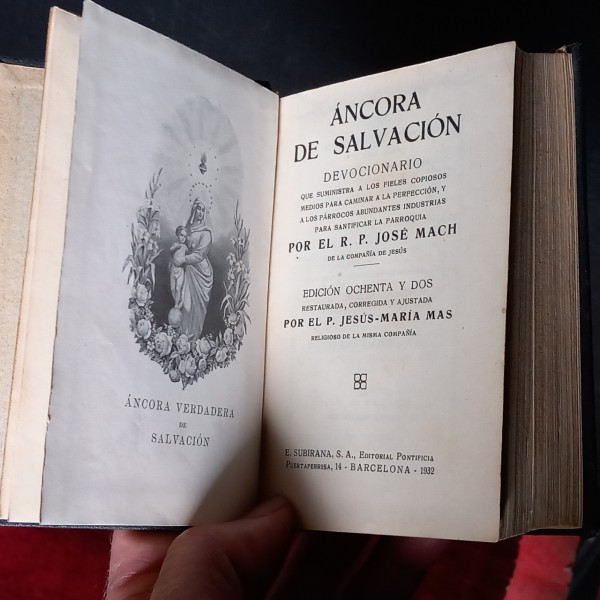 ÁNCORA VERDADERA
DE
SALVACIÓN
ÁNCORA
DE SALVACIÓN
DEVOCIONARIO
QUE SUMINISTRA A LOS FIELES COPIOSOS
MEDIOS PARA CAMINAR A LA PERFECCIÓN, Y
A LOS PÁRROCOS ABUNDANTES INDUSTRIAS
PARA SANTIFICAR LA PARROQUIA
POR EL R. P. JOSÉ MACH
DE LA COMPAÑÍA DE JESÚS
EDICIÓN OCHENTA Y DOS
RESTAURADA, CORREGIDA Y AJUSTADA
POR EL P. JESÚS-MARÍA MAS
RELIGIOSO DE LA MISMA COMPAÑÍA
E. SUBIRANA, S. A., EDITORIAL PONTIFICIA
PUERTAFERRISA, 14 - BARCELONA - 1932